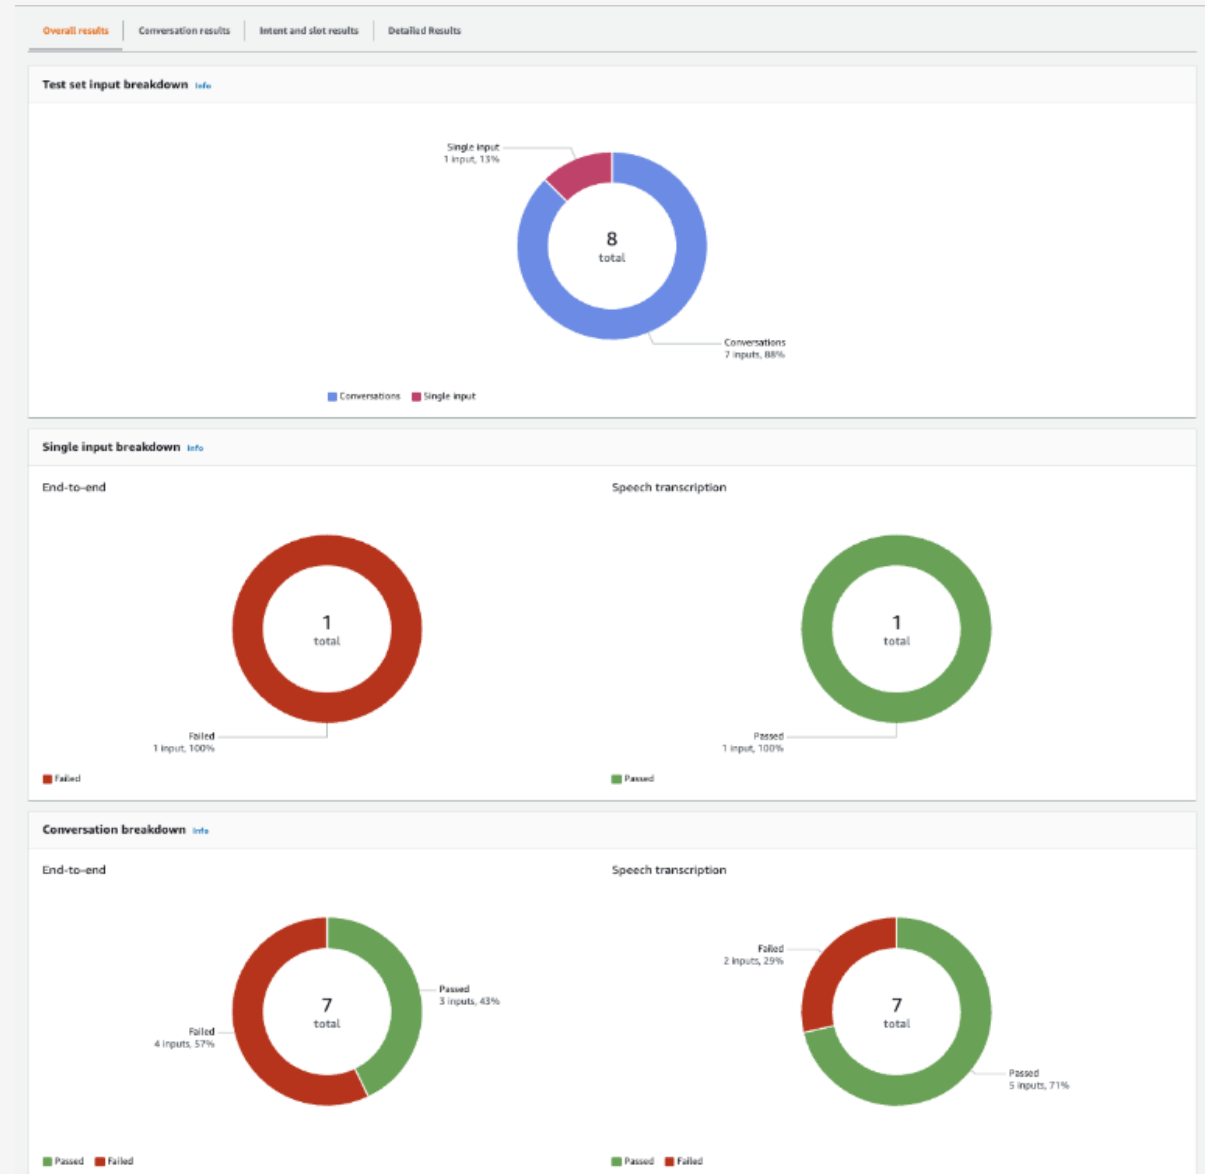 Overall results
Conversation results
Intent and slot results
Detailed Results
Test set input breakdown Info
Single input
1 input, 13%
8
total
Conversations
7 inputs, 88%
Conversations Single input
Single input breakdown Info
End-to-end
Speech transcription
1
total
1
total
Failed
1 input, 100%
Passed
1 input, 100%
Failed
Passed
Conversation breakdown Info
End-to-end
Speech transcription
Failed
2 inputs, 29%
Passed
3 inputs, 43%
7
total
7
total
Failed
4 inputs, 57%
Passed
5 inputs, 71%
Passed Failed
Passed Failed